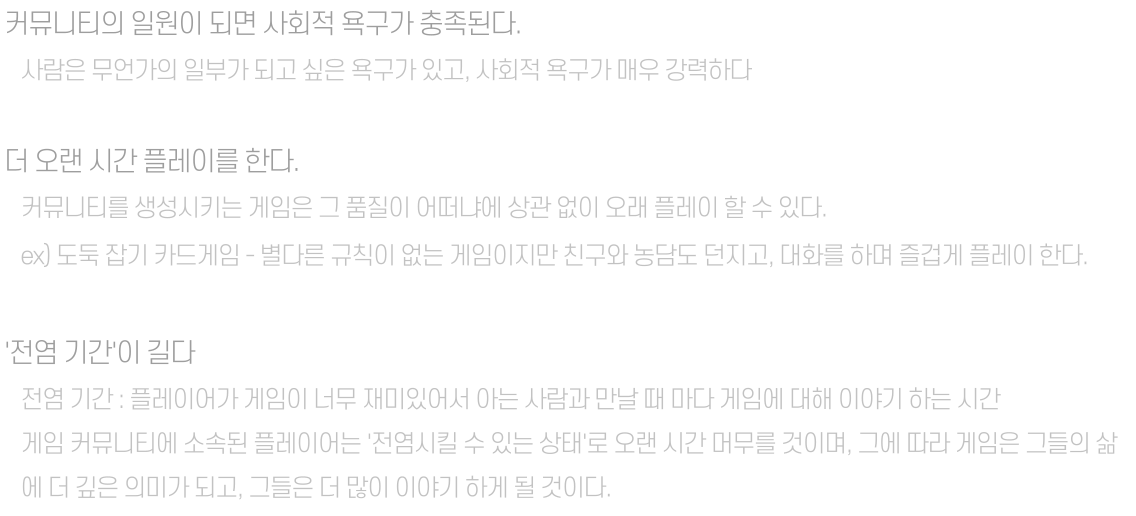 커뮤니티의 일원이 되면 사회적 욕구가 충족된다.
사람은 무언가의 일부가 되고 싶은 욕구가 있고, 사회적 욕구가 매우 강력하다
더 오랜 시간 플레이를 한다.
커뮤니티를 생성시키는 게임은 그 품질이 어떠냐에 상관 없이 오래 플레이 할 수 있다.
ex) 도둑 잡기 카드게임 - 별다른 규칙이 없는 게임이지만 친구와 농담도 던지고, 대화를 하며 즐겁게 플레이 한다.
'전염 기간'이 길다
전염 기간 : 플레이어가 게임이 너무 재미있어서 아는 사람과 만날 때 마다 게임에 대해 이야기 하는 시간
게임 커뮤니티에 소속된 플레이어는 '전염시킬 수 있는 상태'로 오랜 시간 머무를 것이며, 그에 따라 게임은 그들의 삶
에 더 깊은 의미가 되고, 그들은 더 많이 이야기 하게 될 것이다.